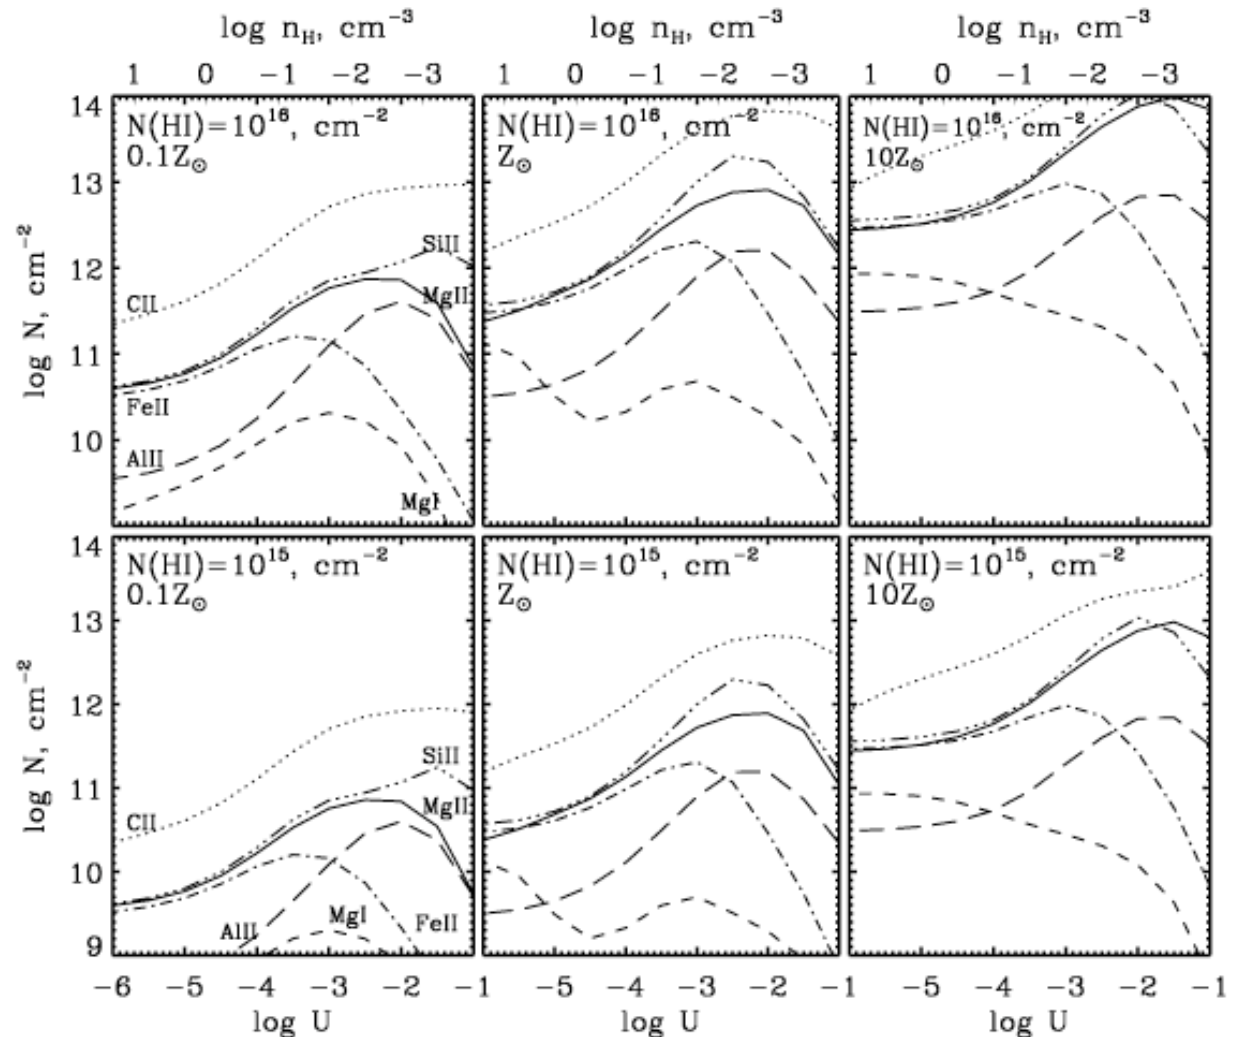 log n_H, cm^−3 log n_H, cm^−3 log n_H, cm^−3
1 0 −1 −2 −3 1 0 −1 −2 −3 1 0 −1 −2 −3
14
N(HI)=10^16, cm^−2
0.1Z⊙
N(HI)=10^16, cm^−2
Z⊙
N(HI)=10^16, cm^−2
10Z⊙
13
12
11
10
log N, cm^−2
SiII
MgII
CII
FeII
AlII
MgI
14
N(HI)=10^15, cm^−2
0.1Z⊙
N(HI)=10^15, cm^−2
Z⊙
N(HI)=10^15, cm^−2
10Z⊙
13
12
11
10
9
log N, cm^−2
SiII
MgII
CII
AlII
MgI
FeII
−6 −5 −4 −3 −2 −1 −5 −4 −3 −2 −1 −5 −4 −3 −2 −1
log U log U log U